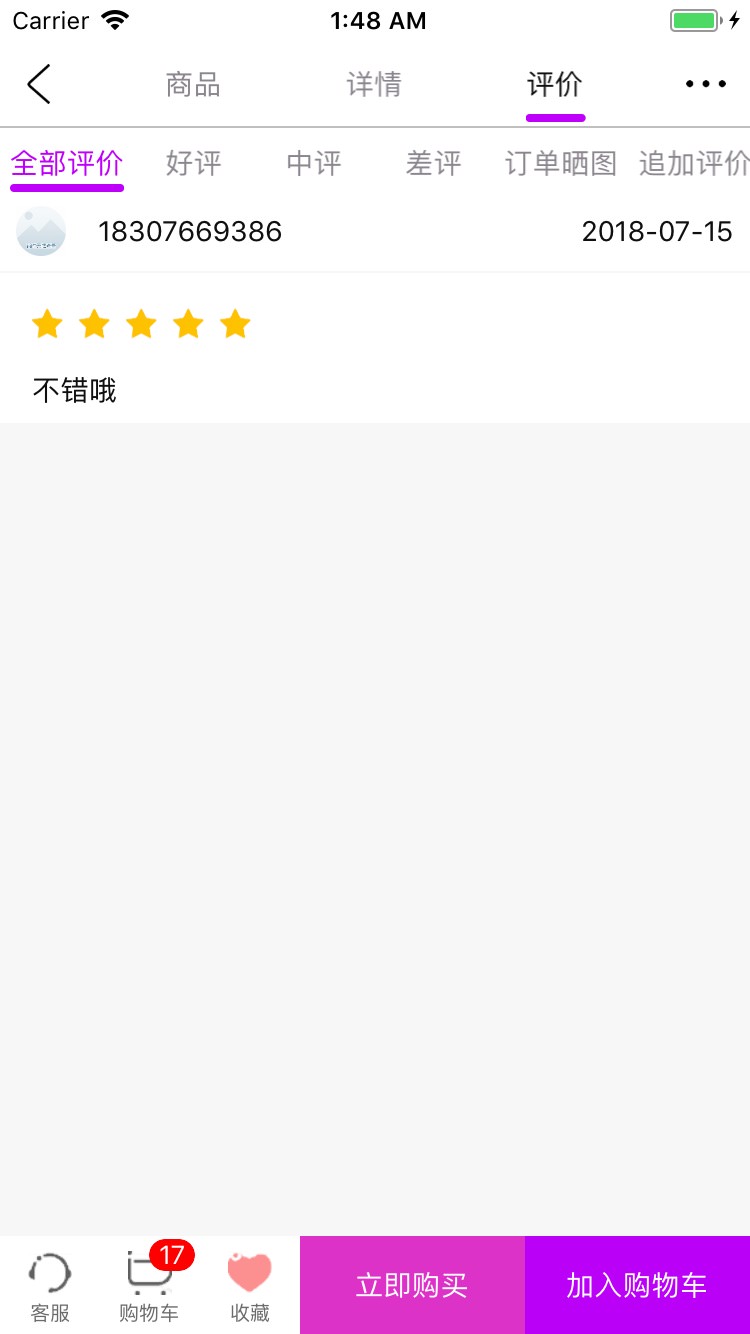 Carrier 1:48 AM
商品 详情 评价
全部评价 好评 中评 差评 订单晒图 追加评价
18307669386 2018-07-15
不错哦
17
客服 购物车 收藏 立即购买 加入购物车